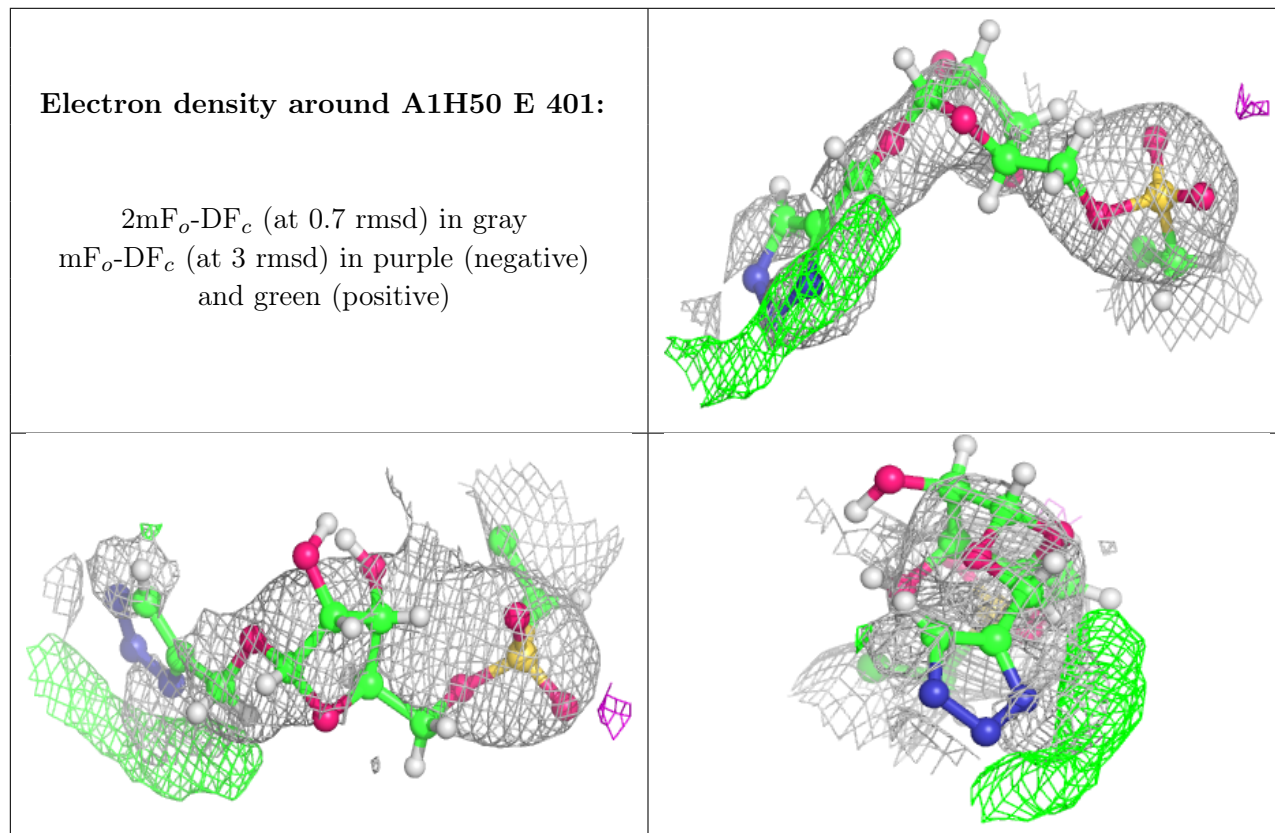 Electron density around A1H50 E 401:
2mFo-DFc (at 0.7 rmsd) in gray
mFo-DFc (at 3 rmsd) in purple (negative)
and green (positive)